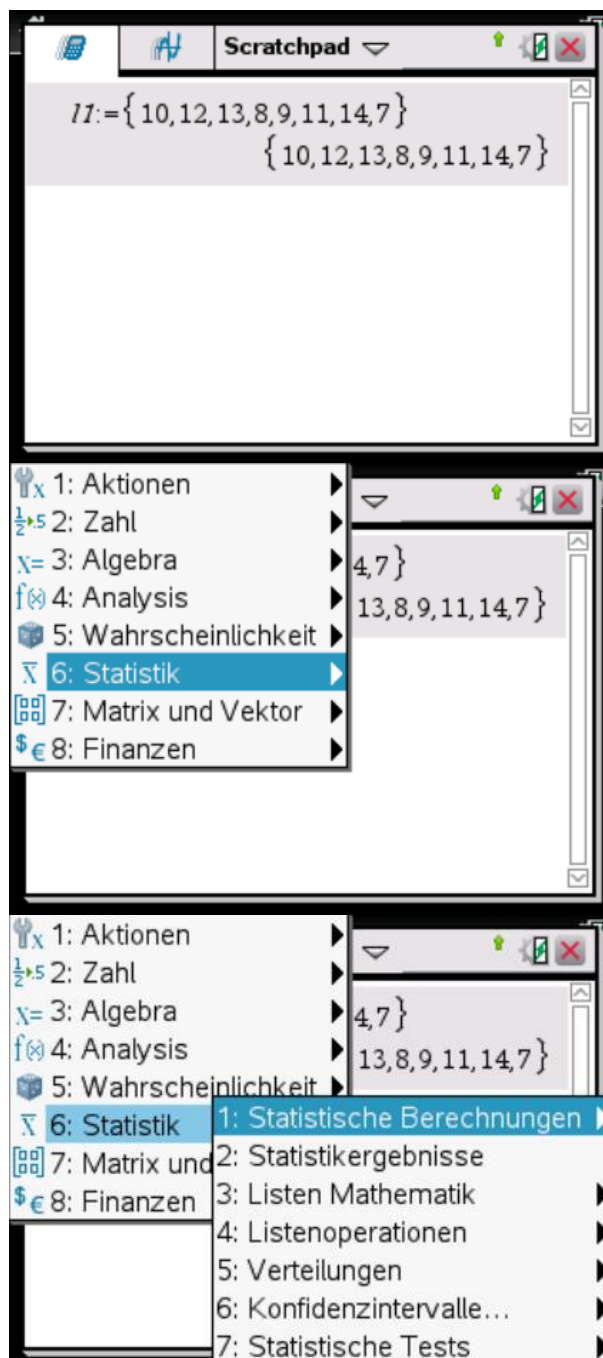 Scratchpad
l1:={10,12,13,8,9,11,14,7}
{10,12,13,8,9,11,14,7}
1: Aktionen
2: Zahl
3: Algebra
4: Analysis
5: Wahrscheinlichkeit
6: Statistik
7: Matrix und Vektor
8: Finanzen
4,7}
13,8,9,11,14,7}
1: Aktionen
2: Zahl
3: Algebra
4: Analysis
5: Wahrscheinlichkeit
6: Statistik
7: Matrix und
8: Finanzen
4,7}
13,8,9,11,14,7}
1: Statistische Berechnungen
2: Statistikergebnisse
3: Listen Mathematik
4: Listenoperationen
5: Verteilungen
6: Konfidenzintervalle...
7: Statistische Tests